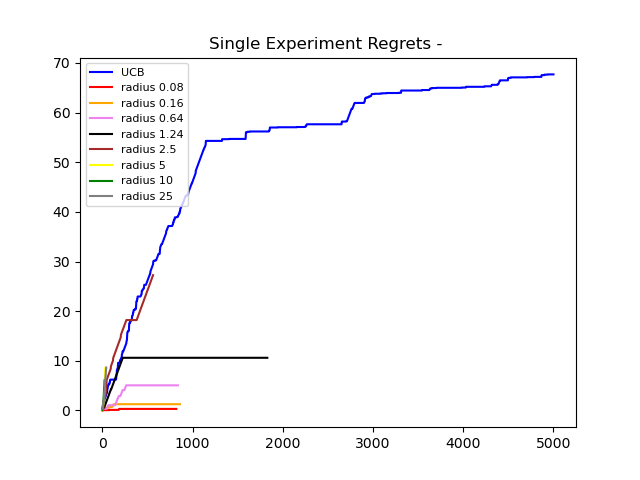 Single Experiment Regrets -
70
60
50
40
30
20
10
0
UCB
radius 0.08
radius 0.16
radius 0.64
radius 1.24
radius 2.5
radius 5
radius 10
radius 25
0 1000 2000 3000 4000 5000